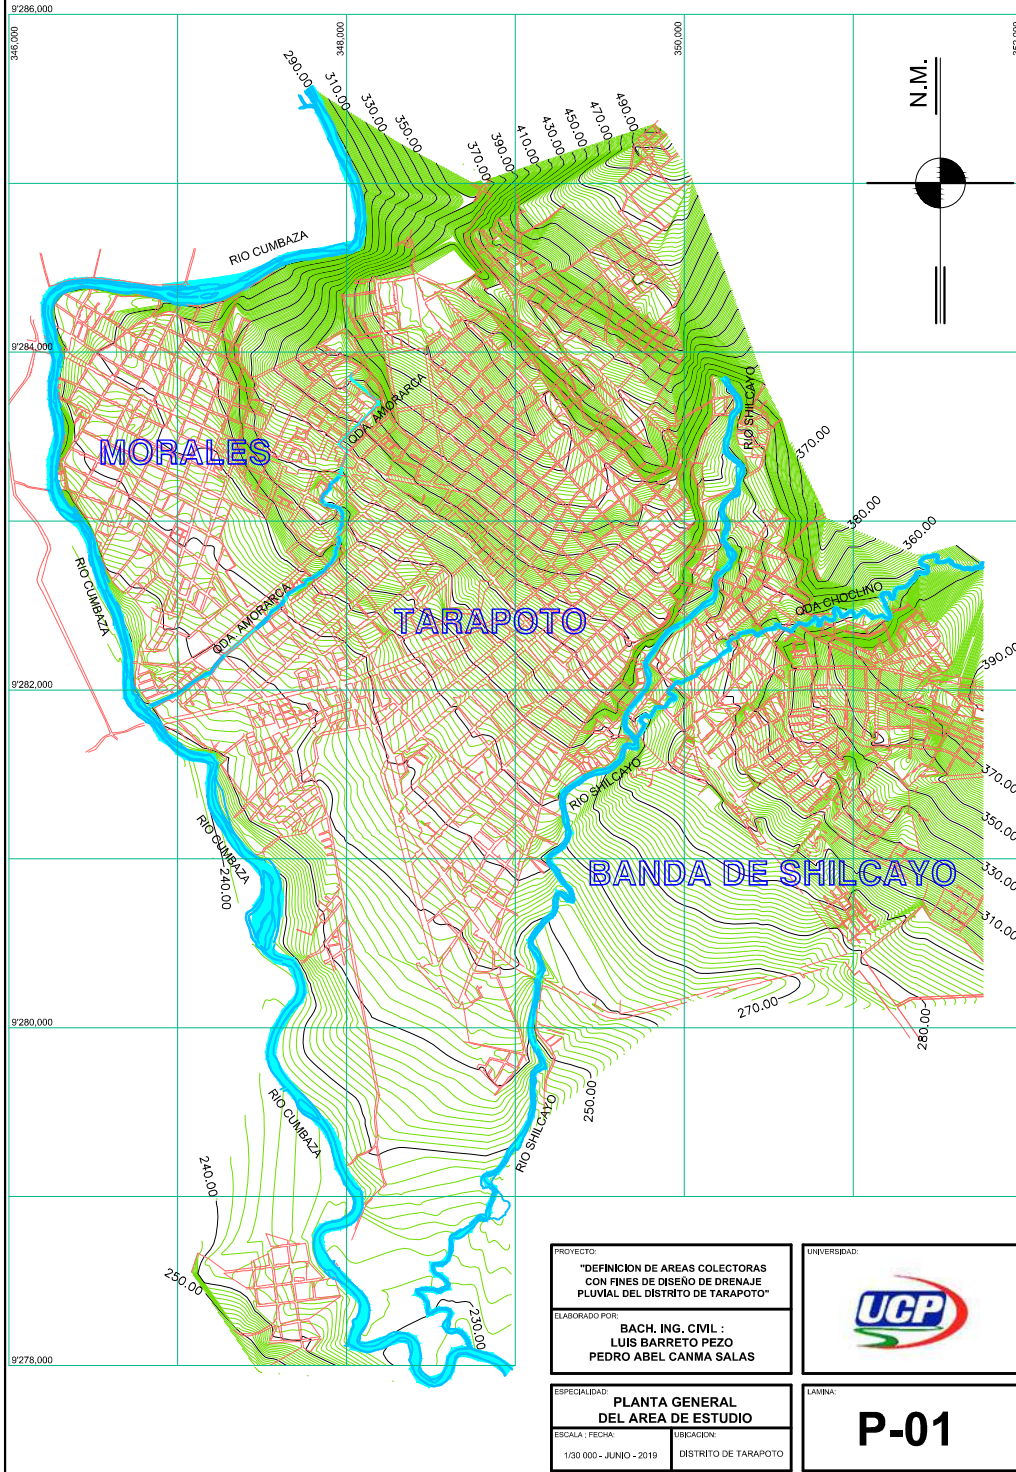 9'286,000
346,000
348,000
350,000
N.M.
290.00
310.00
330.00
350.00
370.00
390.00
410.00
430.00
450.00
470.00
490.00
RIO CUMBAZA
9'284,000
QDA. AMORARCA
RIO SHILCAYO
MORALES
370.00
380.00
360.00
RIO CUMBAZA
QDA. AMORARCA
TARAPOTO
QDA CHOCLINO
390.00
9'282,000
RIO SHILCAYO
370.00
350.00
330.00
310.00
RIO CUMBAZA
240.00
BANDA DE SHILCAYO
270.00
280.00
9'280,000
250.00
RIO CUMBAZA
RIO SHILCAYO
240.00
250.00
230.00
9'278,000
PROYECTO:
"DEFINICION DE AREAS COLECTORAS
CON FINES DE DISEÑO DE DRENAJE
PLUVIAL DEL DISTRITO DE TARAPOTO"
ELABORADO POR:
BACH. ING. CIVIL :
LUIS BARRETO PEZO
PEDRO ABEL CANMA SALAS
UNIVERSIDAD:
UCP
ESPECIALIDAD:
PLANTA GENERAL
DEL AREA DE ESTUDIO
ESCALA ; FECHA:
1/30 000 - JUNIO - 2019
UBICACION:
DISTRITO DE TARAPOTO
LAMINA:
P-01